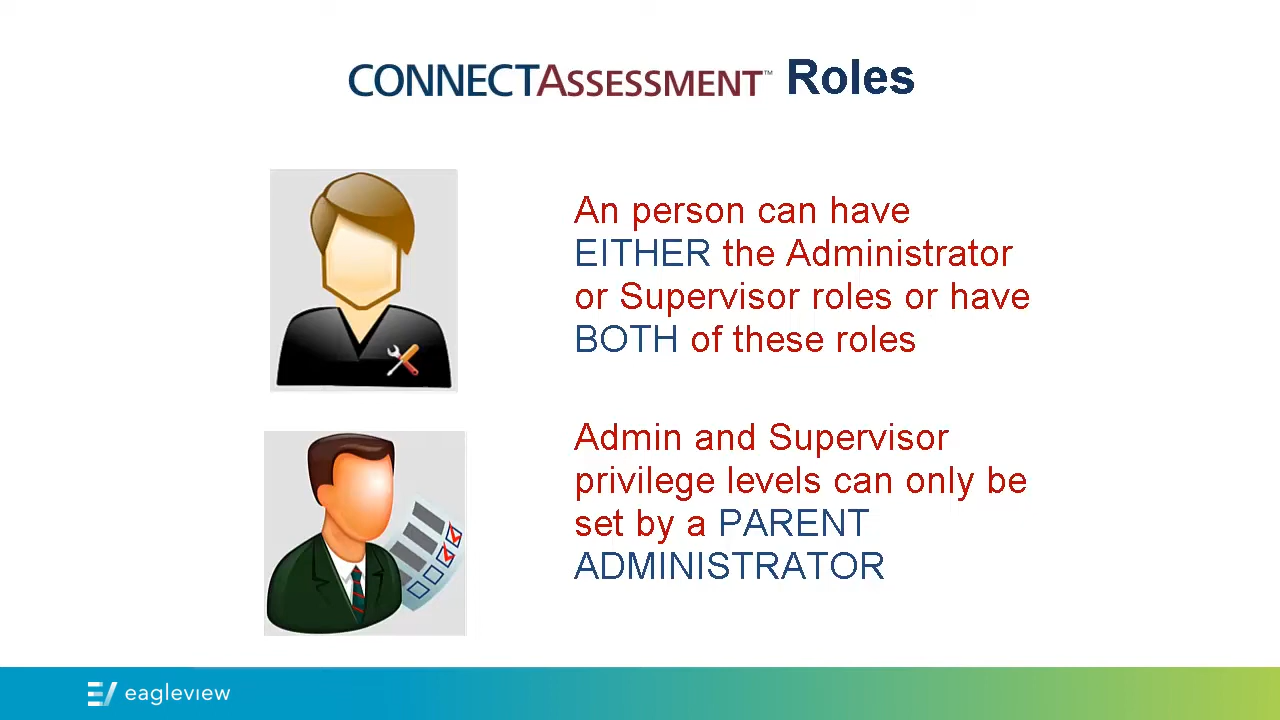 CONNECTASSESSMENT™ Roles
An person can have
EITHER the Administrator
or Supervisor roles or have
BOTH of these roles
Admin and Supervisor
privilege levels can only be
set by a PARENT
ADMINISTRATOR
eagleview